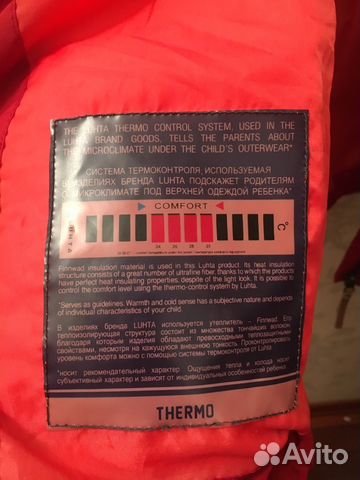 THE LUHTA THERMO CONTROL SYSTEM, USED IN THE
LUHTA BRAND GOODS, TELLS THE PARENTS ABOUT
THE MICROCLIMATE UNDER THE CHILD'S OUTERWEAR*
СИСТЕМА ТЕРМОКОНТРОЛЯ, ИСПОЛЬЗУЕМАЯ
В ИЗДЕЛИЯХ БРЕНДА LUHTA ПОДСКАЖЕТ РОДИТЕЛЯМ
О МИКРОКЛИМАТЕ ПОД ВЕРХНЕЙ ОДЕЖДОЙ РЕБЕНКА*
COMFORT
LUHTA
°C
24 26 28 30
Finnwad insulation material is used in this Luhta product. Its heat insulation
structure consists of a great number of ultrafine fiber, thanks to which the products
have perfect heat insulating properties, despite of the light look. It is possible to
control the comfort level using the thermo-control system by Luhta.
*Serves as guidelines. Warmth and cold sense has a subjective nature and depends
of individual characteristics of your child.
В изделиях бренда LUHTA используется утеплитель - Finnwad. Его
теплоизолирующая структура состоит из множества тончайших волокон,
благодаря которым изделия обладают превосходными теплозащитными
свойствами, несмотря на кажущуюся внешнюю тонкость. Проконтролировать
уровень комфорта можно с помощью системы термоконтроля от Luhta.
*носит рекомендательный характер. Ощущения тепла и холода носят
субъективный характер и зависят от индивидуальных особенностей ребенка
THERMO
Avito